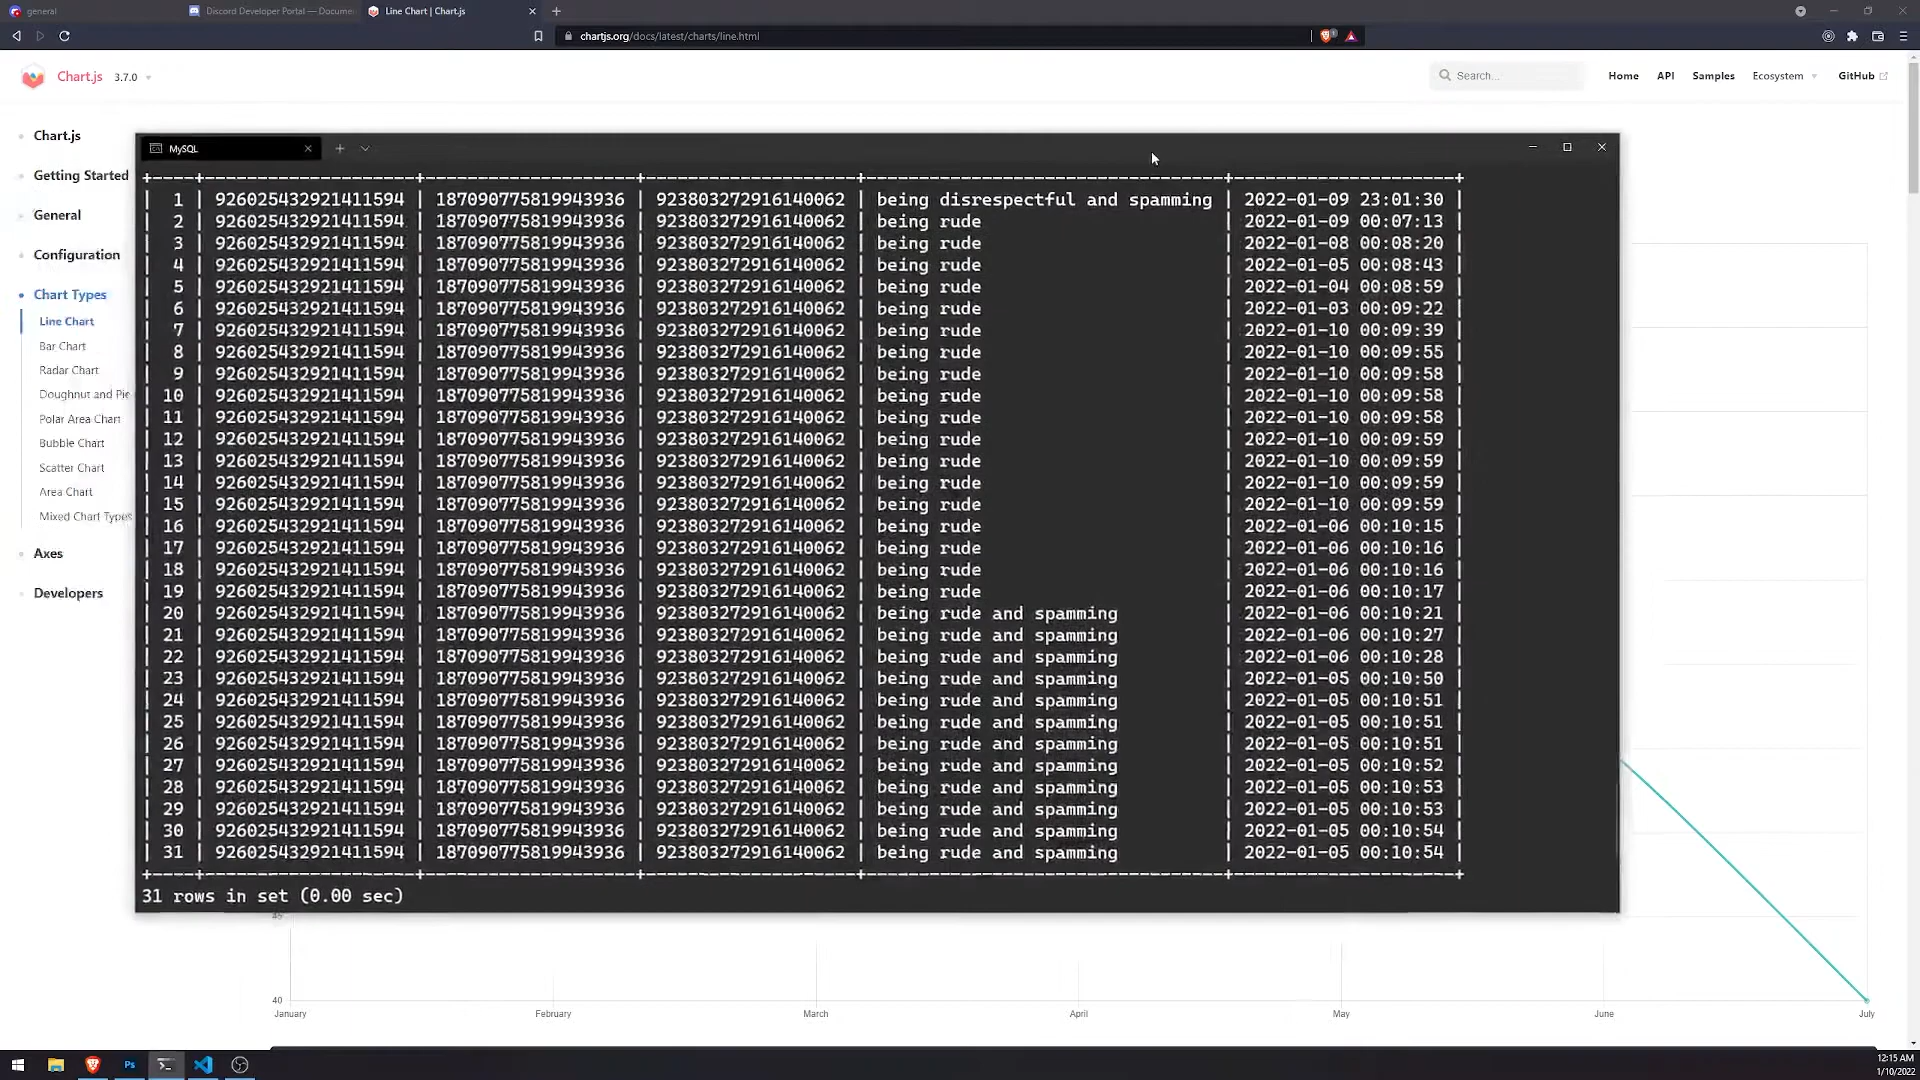 general
Discord Developer Portal — Docume
Line Chart | Chart.js
chartjs.org/docs/latest/charts/line.html
Chart.js 3.7.0
Search...
Home API Samples Ecosystem GitHub
Chart.js
Getting Started
General
Configuration
Chart Types
Line Chart
Bar Chart
Radar Chart
Doughnut and Pie
Polar Area Chart
Bubble Chart
Scatter Chart
Area Chart
Mixed Chart Types
Axes
Developers
MySQL
| 1 | 926025432921411594 | 187090775819943936 | 923803272916140062 | being disrespectful and spamming | 2022-01-09 23:01:30 |
| 2 | 926025432921411594 | 187090775819943936 | 923803272916140062 | being rude | 2022-01-09 00:07:13 |
| 3 | 926025432921411594 | 187090775819943936 | 923803272916140062 | being rude | 2022-01-08 00:08:20 |
| 4 | 926025432921411594 | 187090775819943936 | 923803272916140062 | being rude | 2022-01-05 00:08:43 |
| 5 | 926025432921411594 | 187090775819943936 | 923803272916140062 | being rude | 2022-01-04 00:08:59 |
| 6 | 926025432921411594 | 187090775819943936 | 923803272916140062 | being rude | 2022-01-03 00:09:22 |
| 7 | 926025432921411594 | 187090775819943936 | 923803272916140062 | being rude | 2022-01-10 00:09:39 |
| 8 | 926025432921411594 | 187090775819943936 | 923803272916140062 | being rude | 2022-01-10 00:09:55 |
| 9 | 926025432921411594 | 187090775819943936 | 923803272916140062 | being rude | 2022-01-10 00:09:58 |
| 10 | 926025432921411594 | 187090775819943936 | 923803272916140062 | being rude | 2022-01-10 00:09:58 |
| 11 | 926025432921411594 | 187090775819943936 | 923803272916140062 | being rude | 2022-01-10 00:09:58 |
| 12 | 926025432921411594 | 187090775819943936 | 923803272916140062 | being rude | 2022-01-10 00:09:59 |
| 13 | 926025432921411594 | 187090775819943936 | 923803272916140062 | being rude | 2022-01-10 00:09:59 |
| 14 | 926025432921411594 | 187090775819943936 | 923803272916140062 | being rude | 2022-01-10 00:09:59 |
| 15 | 926025432921411594 | 187090775819943936 | 923803272916140062 | being rude | 2022-01-10 00:09:59 |
| 16 | 926025432921411594 | 187090775819943936 | 923803272916140062 | being rude | 2022-01-06 00:10:15 |
| 17 | 926025432921411594 | 187090775819943936 | 923803272916140062 | being rude | 2022-01-06 00:10:16 |
| 18 | 926025432921411594 | 187090775819943936 | 923803272916140062 | being rude | 2022-01-06 00:10:16 |
| 19 | 926025432921411594 | 187090775819943936 | 923803272916140062 | being rude | 2022-01-06 00:10:17 |
| 20 | 926025432921411594 | 187090775819943936 | 923803272916140062 | being rude and spamming | 2022-01-06 00:10:21 |
| 21 | 926025432921411594 | 187090775819943936 | 923803272916140062 | being rude and spamming | 2022-01-06 00:10:27 |
| 22 | 926025432921411594 | 187090775819943936 | 923803272916140062 | being rude and spamming | 2022-01-06 00:10:28 |
| 23 | 926025432921411594 | 187090775819943936 | 923803272916140062 | being rude and spamming | 2022-01-05 00:10:50 |
| 24 | 926025432921411594 | 187090775819943936 | 923803272916140062 | being rude and spamming | 2022-01-05 00:10:51 |
| 25 | 926025432921411594 | 187090775819943936 | 923803272916140062 | being rude and spamming | 2022-01-05 00:10:51 |
| 26 | 926025432921411594 | 187090775819943936 | 923803272916140062 | being rude and spamming | 2022-01-05 00:10:51 |
| 27 | 926025432921411594 | 187090775819943936 | 923803272916140062 | being rude and spamming | 2022-01-05 00:10:52 |
| 28 | 926025432921411594 | 187090775819943936 | 923803272916140062 | being rude and spamming | 2022-01-05 00:10:53 |
| 29 | 926025432921411594 | 187090775819943936 | 923803272916140062 | being rude and spamming | 2022-01-05 00:10:53 |
| 30 | 926025432921411594 | 187090775819943936 | 923803272916140062 | being rude and spamming | 2022-01-05 00:10:54 |
| 31 | 926025432921411594 | 187090775819943936 | 923803272916140062 | being rude and spamming | 2022-01-05 00:10:54 |
31 rows in set (0.00 sec)
40
January February March April May June July
Ps
12:15 AM
1/10/2022